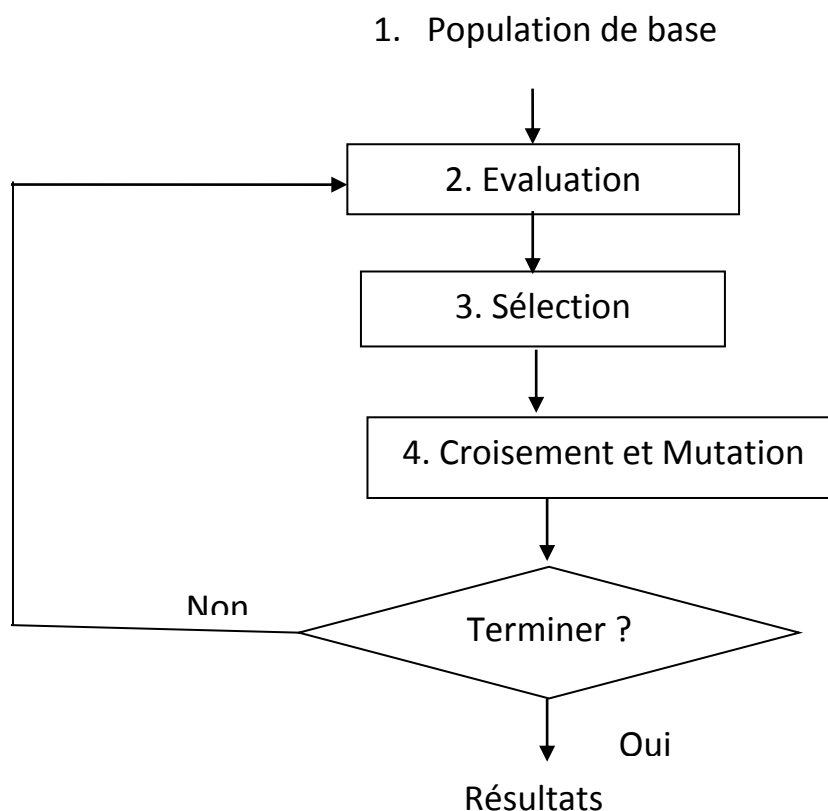 1. Population de base
2. Evaluation
3. Sélection
4. Croisement et Mutation
Non
Terminer ?
Oui
Résultats